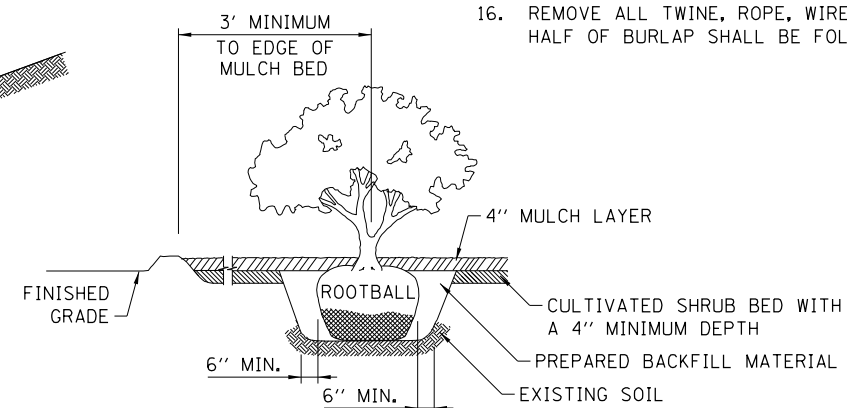 16. REMOVE ALL TWINE, ROPE, WIRE
HALF OF BURLAP SHALL BE FOL
3' MINIMUM
TO EDGE OF
MULCH BED
4'' MULCH LAYER
FINISHED
GRADE
ROOTBALL
CULTIVATED SHRUB BED WITH
A 4'' MINIMUM DEPTH
PREPARED BACKFILL MATERIAL
6'' MIN.
6'' MIN.
EXISTING SOIL